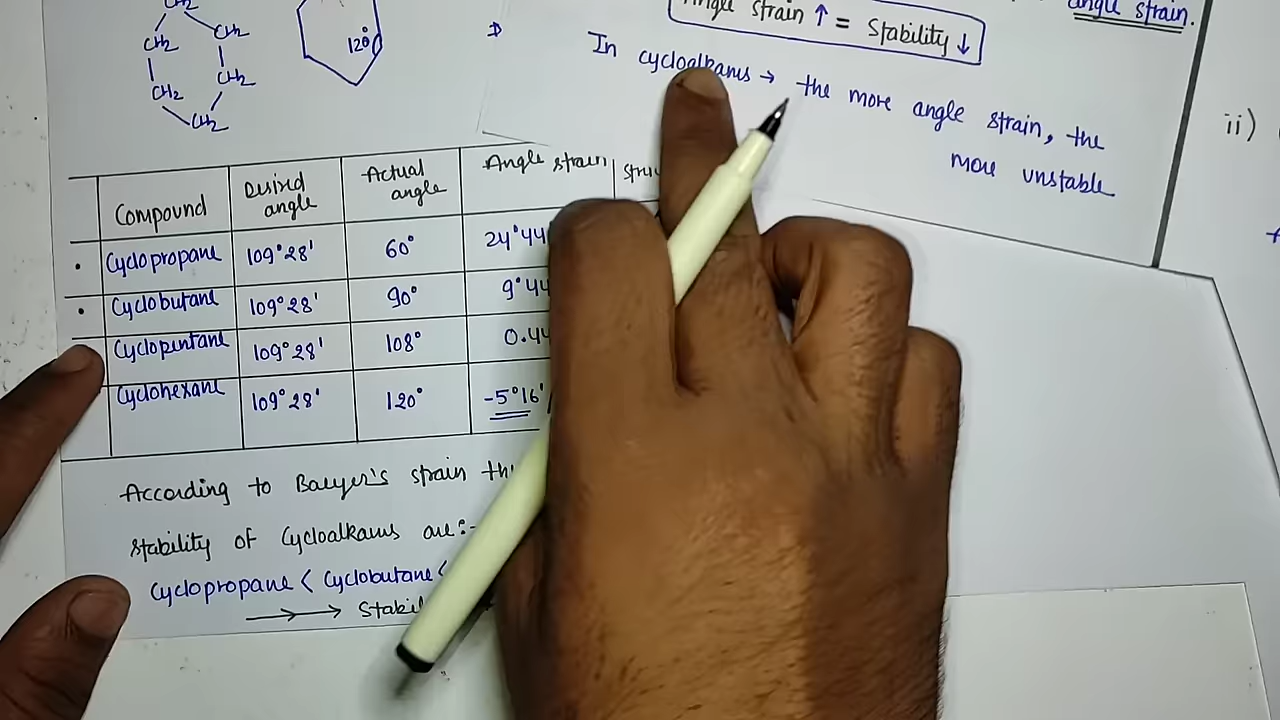 CH2
CH2
CH2
CH2
CH2
CH2
120°
angle strain.
Angle strain ↑ = Stability ↓
In cycloalkanes → the more angle strain, the
more unstable
ii)
Compound Desired angle Actual angle Angle strain
Cyclopropane 109°28' 60° 24°44
Cyclobutane 109°28' 90° 9°44
Cyclopentane 109°28' 108° 0.44
Cyclohexane 109°28' 120° -5°16'
According to Baeyer's strain
stability of Cycloalkanes are:-
Cyclopropane < Cyclobutane <